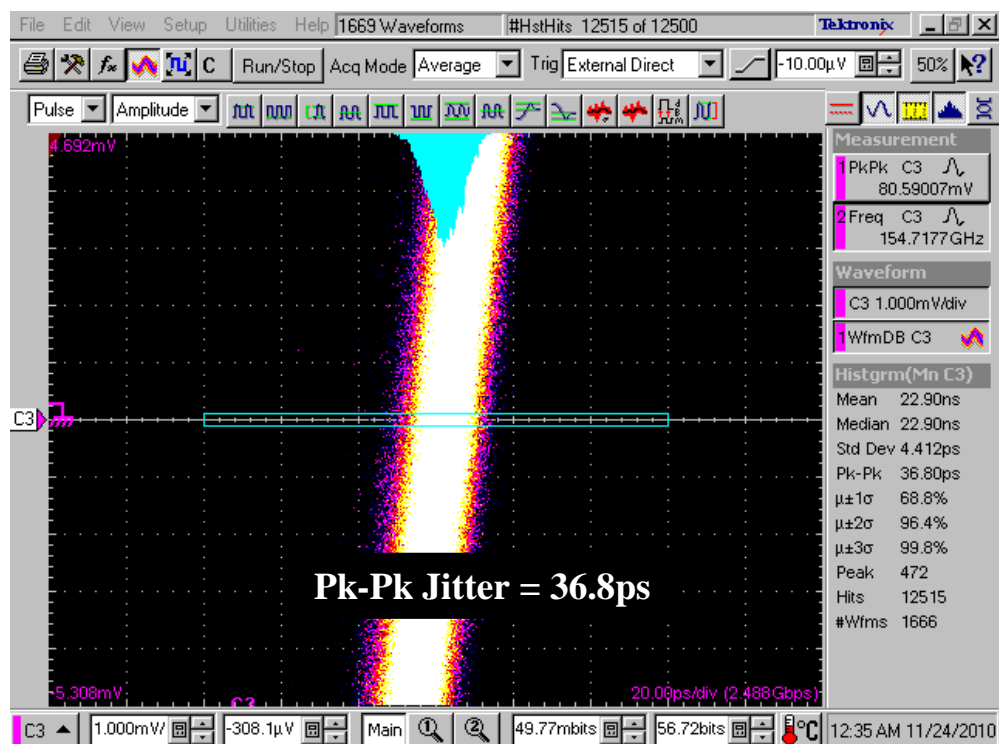 File Edit View Setup Utilities Help 1669 Waveforms #HstHits 12515 of 12500 Tektronix
C Run/Stop Acq Mode Average Trig External Direct -10.00µV 50%
Pulse Amplitude
4.692mV
Measurement
1 PkPk C3
80.59007mV
2 Freq C3
154.7177GHz
Waveform
C3 1.000mV/div
1 WfmDB C3
Histgrm(Mn C3)
Mean 22.90ns
Median 22.90ns
Std Dev 4.412ps
Pk-Pk 36.80ps
µ±1σ 68.8%
µ±2σ 96.4%
µ±3σ 99.8%
Peak 472
Hits 12515
#Wfms 1666
C3
Pk-Pk Jitter = 36.8ps
-5.308mV
20.00ps/div (2.488Gbps)
C3 1.000mV/ -308.1µV Main 1 2 49.77mbits 56.72bits °C 12:35 AM 11/24/2010